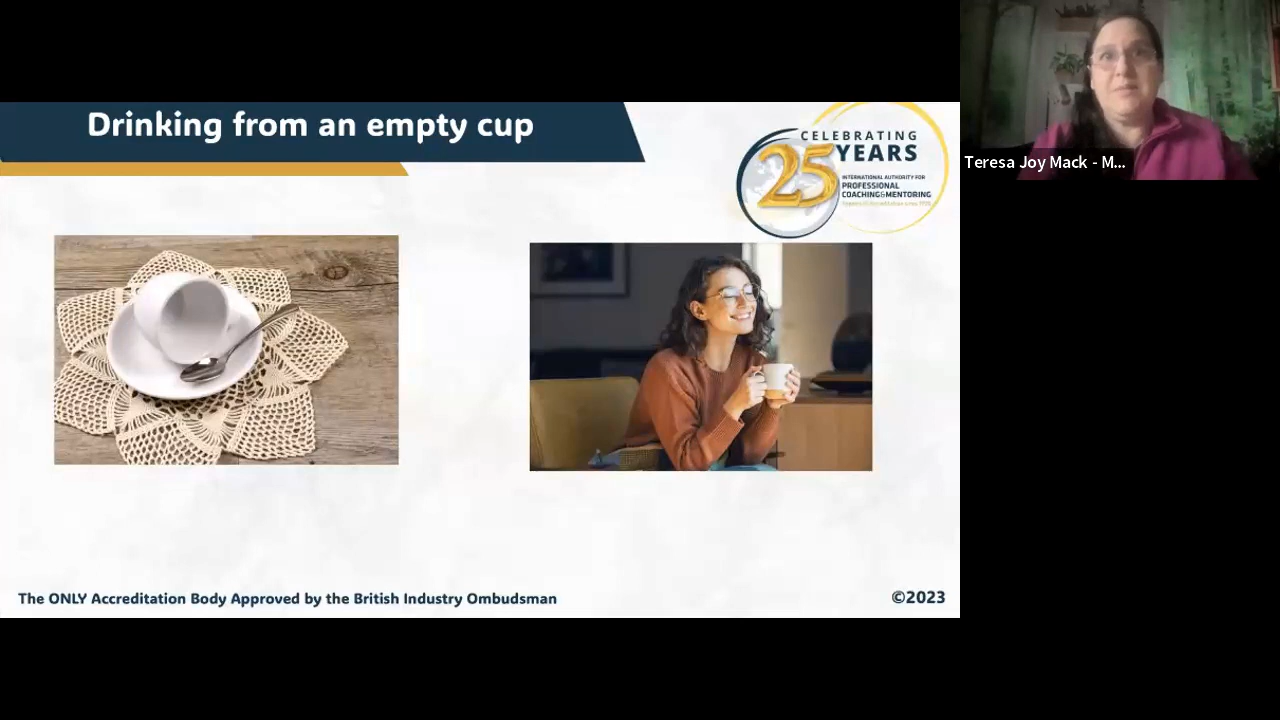 Drinking from an empty cup
CELEBRATING
25 YEARS
INTERNATIONAL AUTHORITY FOR
PROFESSIONAL
COACHING&MENTORING
Teresa Joy Mack - M...
The ONLY Accreditation Body Approved by the British Industry Ombudsman
©2023